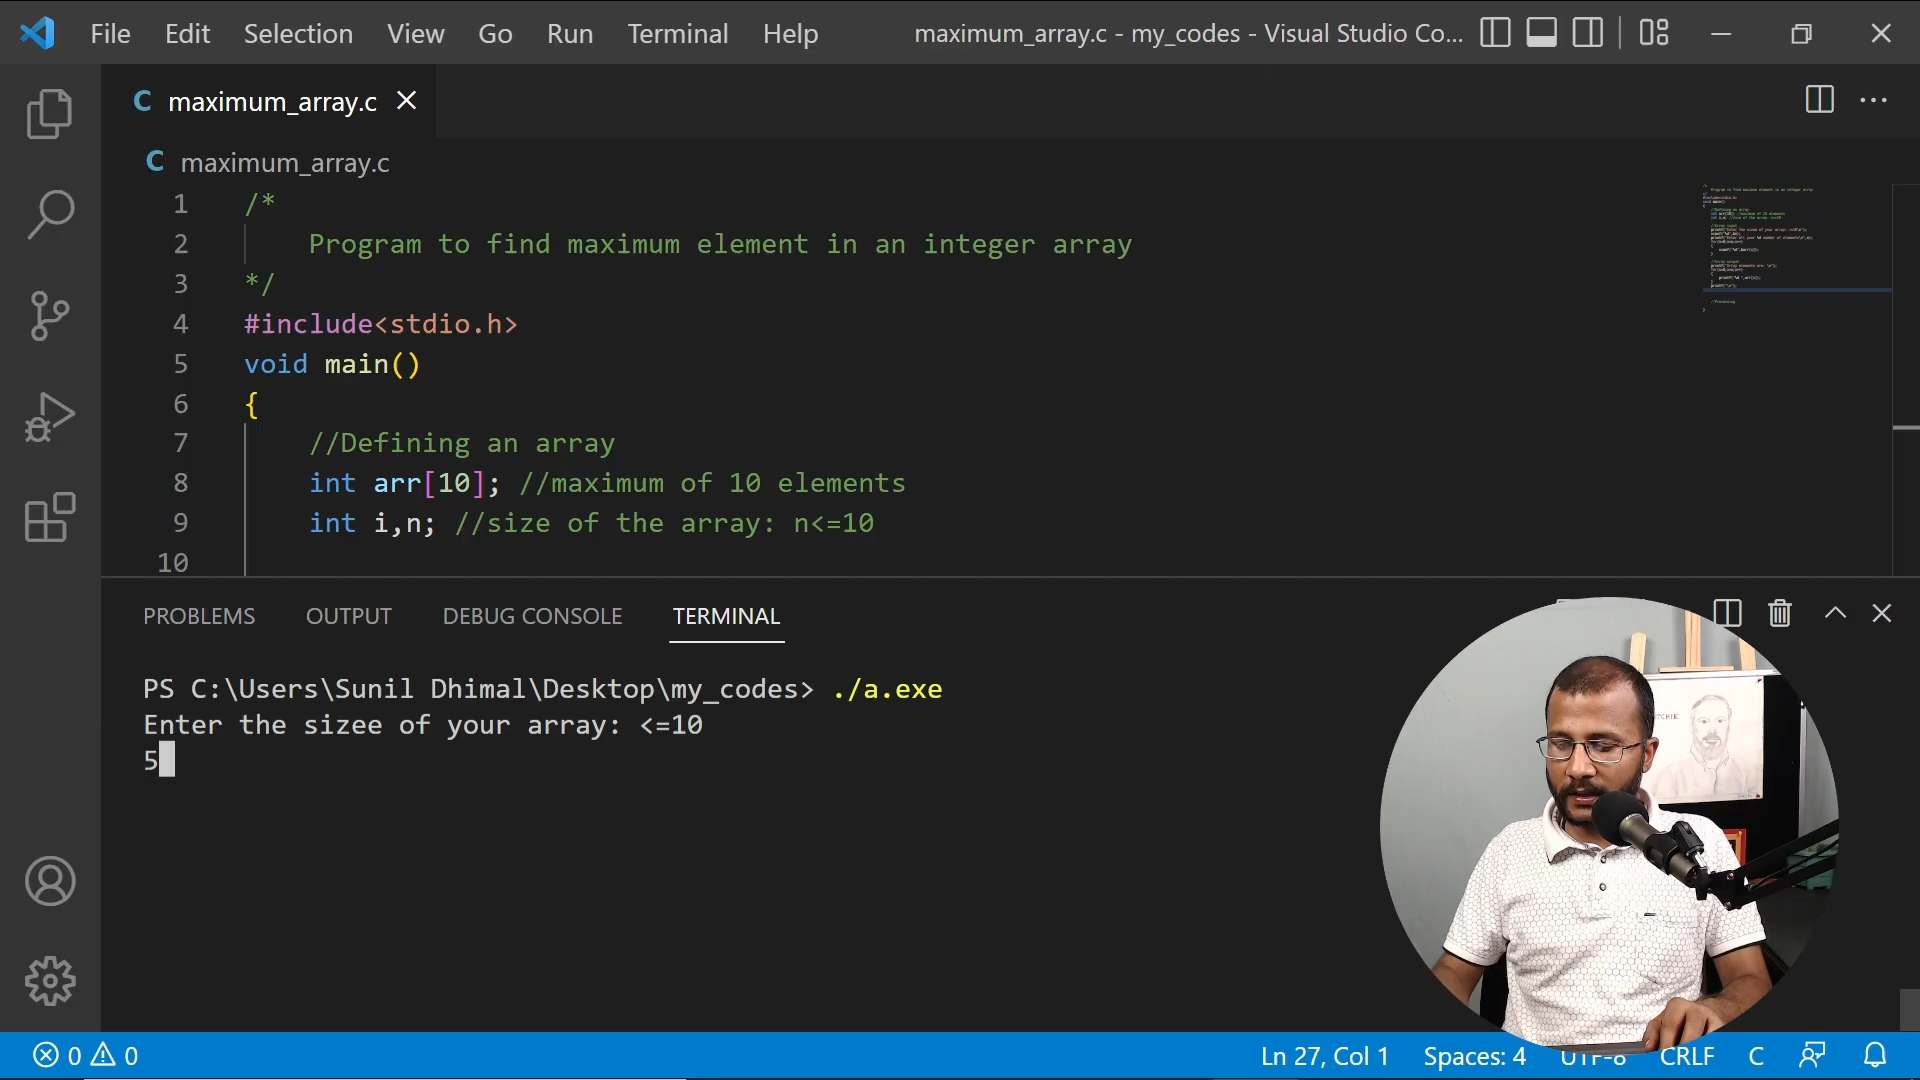 File Edit Selection View Go Run Terminal Help maximum_array.c - my_codes - Visual Studio Co...
C maximum_array.c
C maximum_array.c
1 /*
2 Program to find maximum element in an integer array
3 */
4 #include<stdio.h>
5 void main()
6 {
7 //Defining an array
8 int arr[10]; //maximum of 10 elements
9 int i,n; //size of the array: n<=10
10
PROBLEMS OUTPUT DEBUG CONSOLE TERMINAL
PS C:\Users\Sunil Dhimal\Desktop\my_codes> ./a.exe
Enter the sizee of your array: <=10
5
0 0 Ln 27, Col 1 Spaces: 4 UTF-8 CRLF C